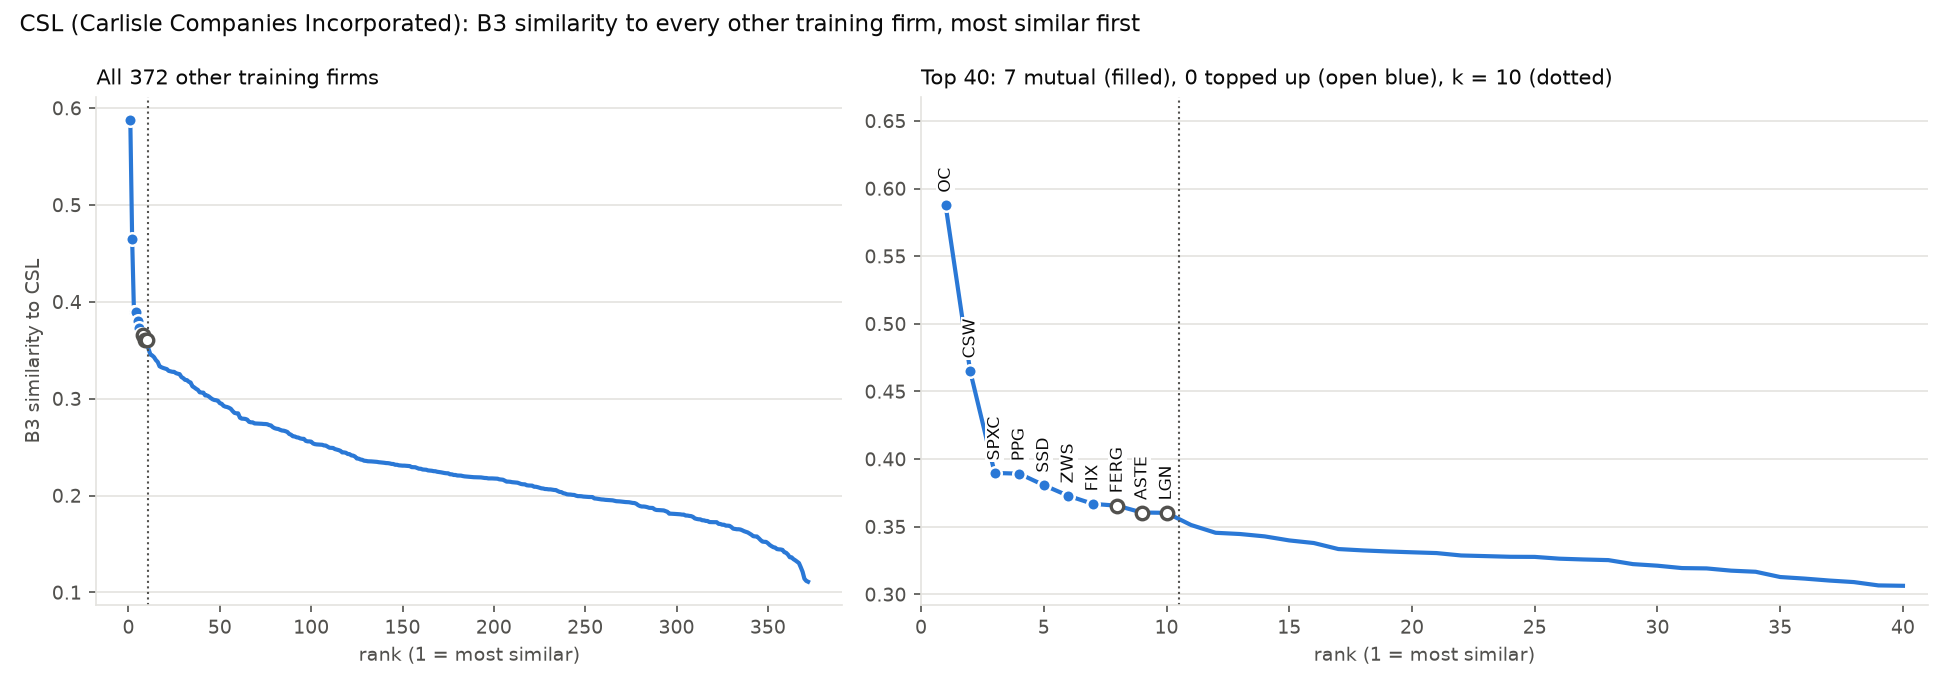 CSL (Carlisle Companies Incorporated): B3 similarity to every other training firm, most similar first
All 372 other training firms
B3 similarity to CSL
0.6
0.5
0.4
0.3
0.2
0.1
0 50 100 150 200 250 300 350
rank (1 = most similar)
Top 40: 7 mutual (filled), 0 topped up (open blue), k = 10 (dotted)
0.65
0.60
0.55
0.50
0.45
0.40
0.35
0.30
OC
CSW
SPXC
PPG
SSD
ZWS
FIX
FERG
ASTE
LGN
0 5 10 15 20 25 30 35 40
rank (1 = most similar)